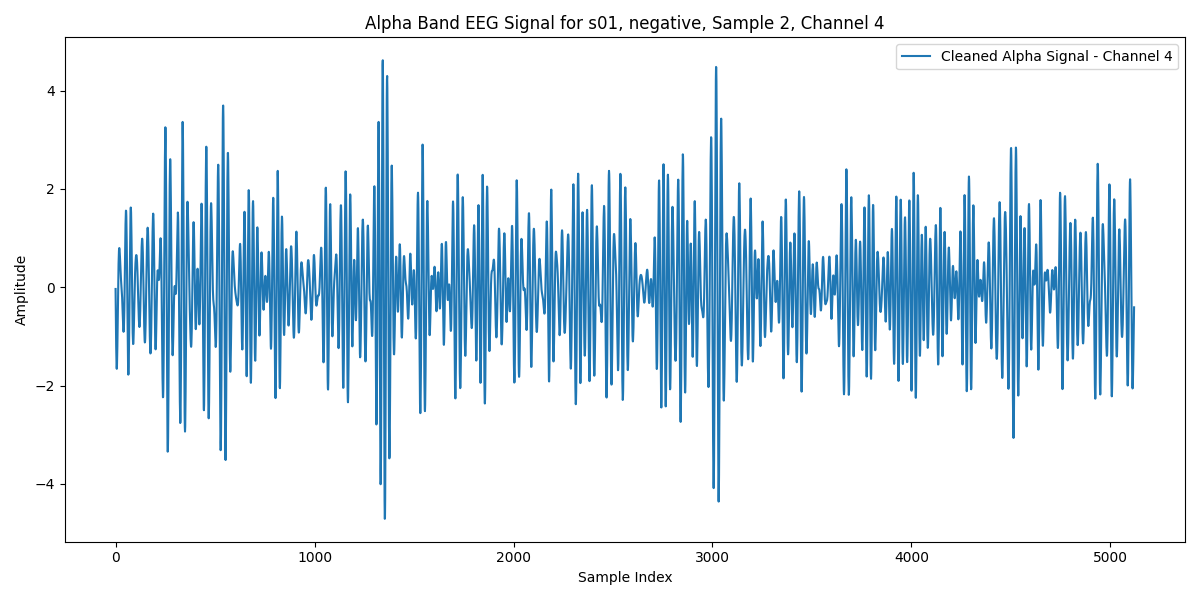 Alpha Band EEG Signal for s01, negative, Sample 2, Channel 4
Cleaned Alpha Signal - Channel 4
Amplitude
4
2
0
−2
−4
0 1000 2000 3000 4000 5000
Sample Index